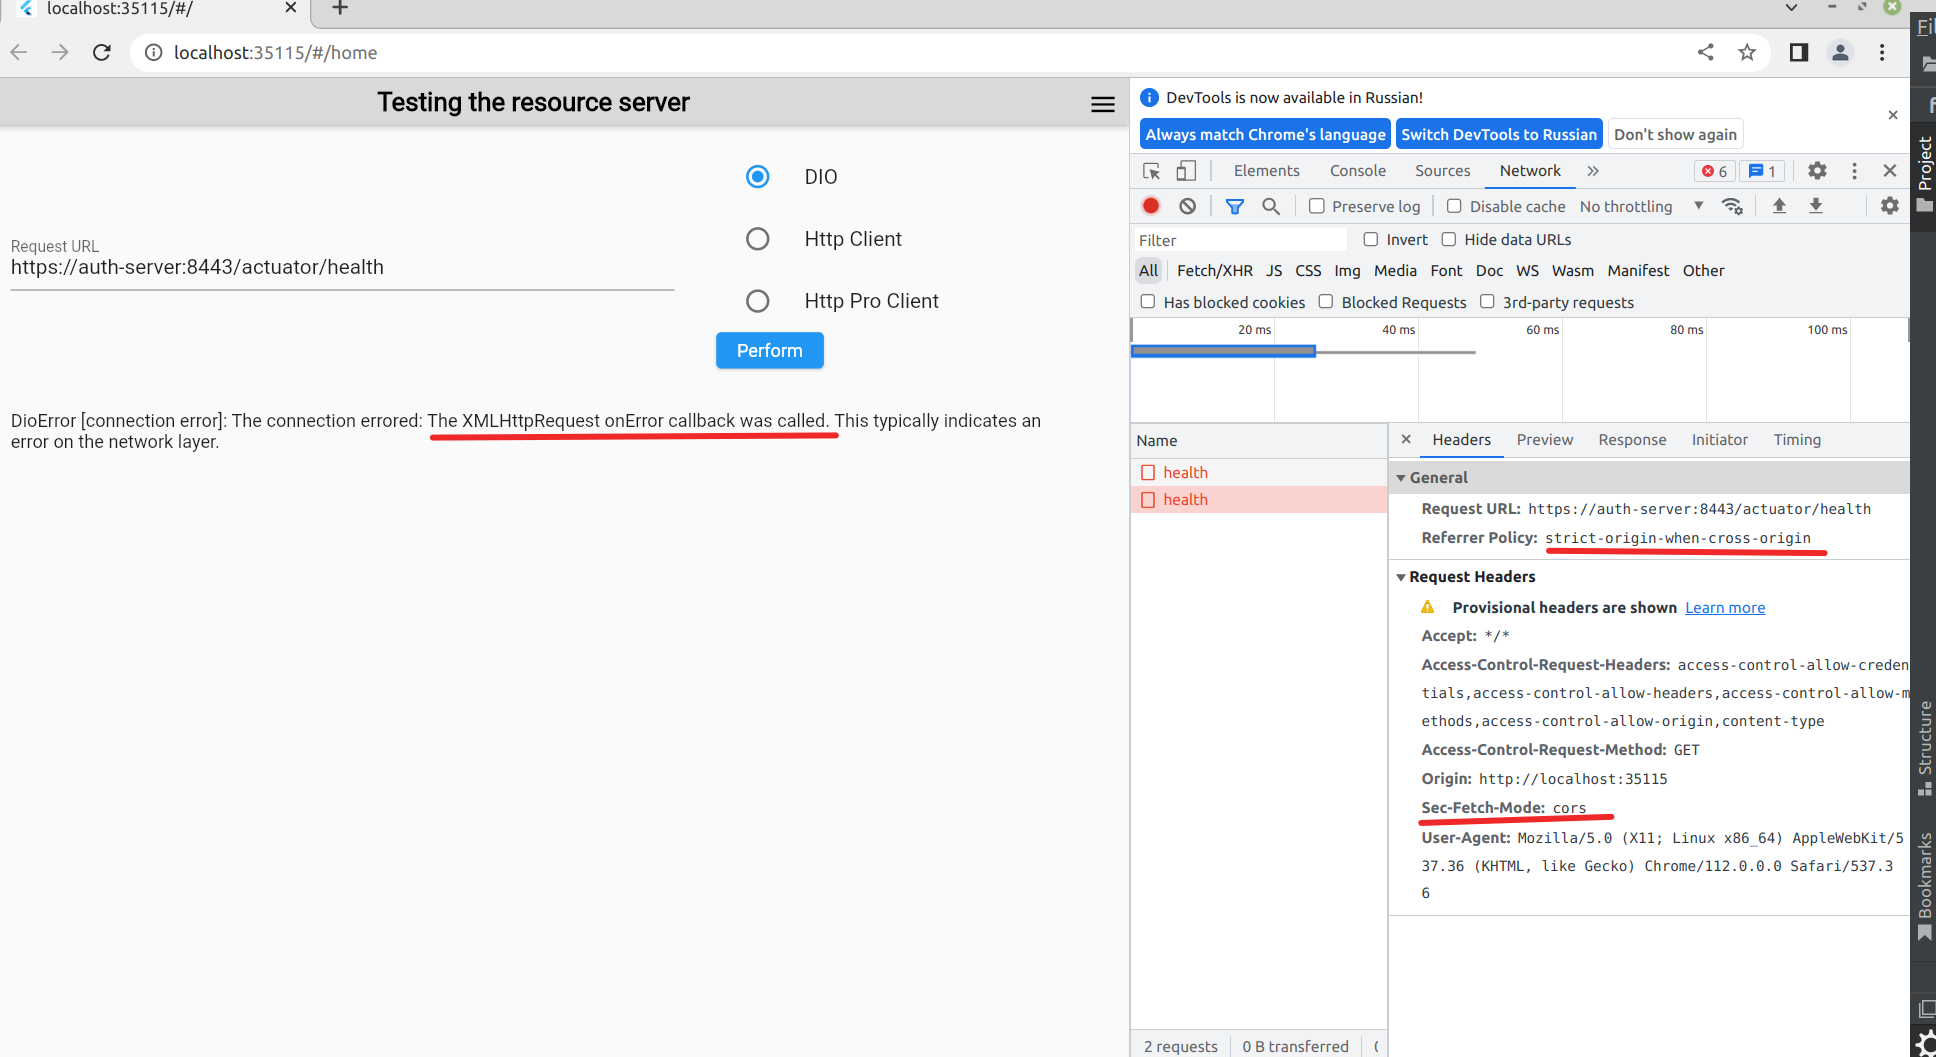 localhost:35115/#/
localhost:35115/#/home
Testing the resource server
DIO
Http Client
Http Pro Client
Request URL
https://auth-server:8443/actuator/health
Perform
DioError [connection error]: The connection errored: The XMLHttpRequest onError callback was called. This typically indicates an
error on the network layer.
DevTools is now available in Russian!
Always match Chrome's language
Switch DevTools to Russian
Don't show again
Elements Console Sources Network
6
1
Preserve log
Disable cache
No throttling
Filter
Invert
Hide data URLs
All Fetch/XHR JS CSS Img Media Font Doc WS Wasm Manifest Other
Has blocked cookies
Blocked Requests
3rd-party requests
20 ms 40 ms 60 ms 80 ms 100 ms
Name
health
health
2 requests
0 B transferred
Headers Preview Response Initiator Timing
General
Request URL: https://auth-server:8443/actuator/health
Referrer Policy: strict-origin-when-cross-origin
Request Headers
Provisional headers are shown Learn more
Accept: */*
Access-Control-Request-Headers: access-control-allow-creden
tials,access-control-allow-headers,access-control-allow-m
ethods,access-control-allow-origin,content-type
Access-Control-Request-Method: GET
Origin: http://localhost:35115
Sec-Fetch-Mode: cors
User-Agent: Mozilla/5.0 (X11; Linux x86_64) AppleWebKit/5
37.36 (KHTML, like Gecko) Chrome/112.0.0.0 Safari/537.3
6
Project
Structure
Bookmarks